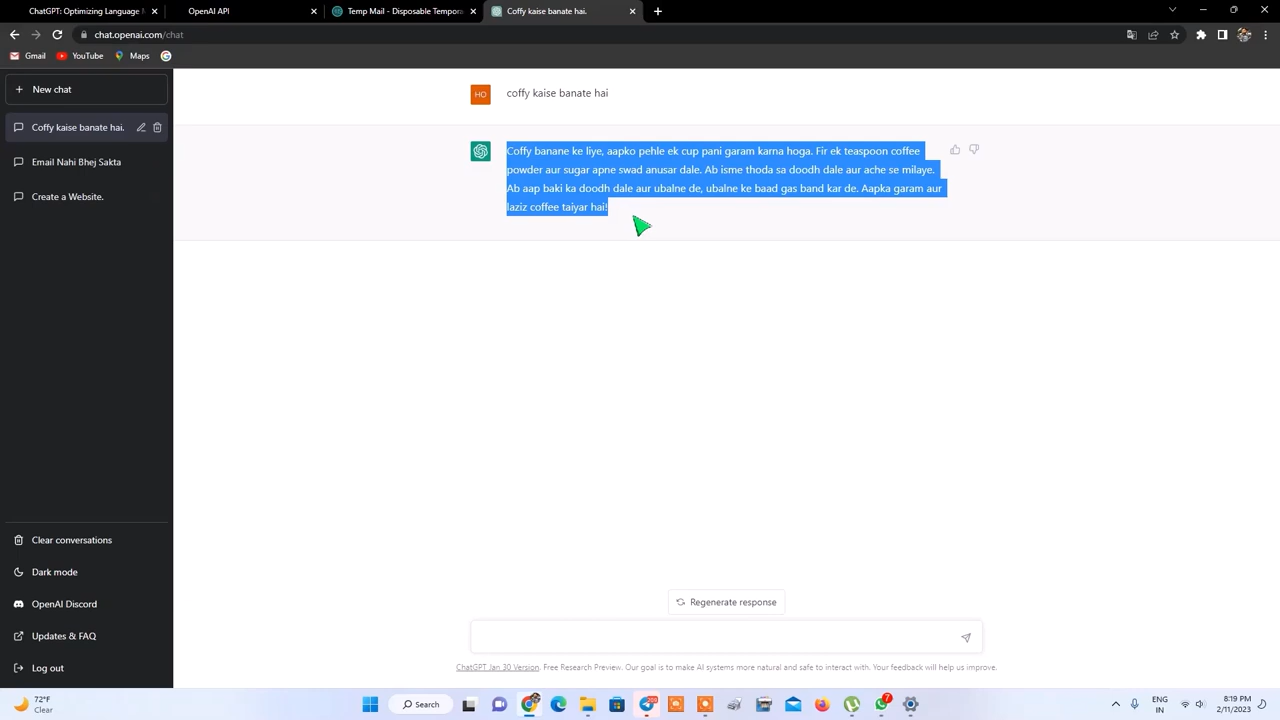 ChatGPT: Optimizing Language M
OpenAI API
Temp Mail - Disposable Tempora
Coffy kaise banate hai.
chat.openai.com/chat
Gmail
YouTube
Maps
New chat
Coffy kaise banate hai.
Email Nahi Bhej Sakta
Create a Website.
HO
coffy kaise banate hai
Coffy banane ke liye, aapko pehle ek cup pani garam karna hoga. Fir ek teaspoon coffee
powder aur sugar apne swad anusar dale. Ab isme thoda sa doodh dale aur ache se milaye.
Ab aap baki ka doodh dale aur ubalne de, ubalne ke baad gas band kar de. Aapka garam aur
laziz coffee taiyar hai!
Clear conversations
Dark mode
OpenAI Discord
Updates & FAQ
Log out
Regenerate response
ChatGPT Jan 30 Version. Free Research Preview. Our goal is to make AI systems more natural and safe to interact with. Your feedback will help us improve.
72°F
Clear
Search
7
ENG
IN
8:19 PM
2/11/2023